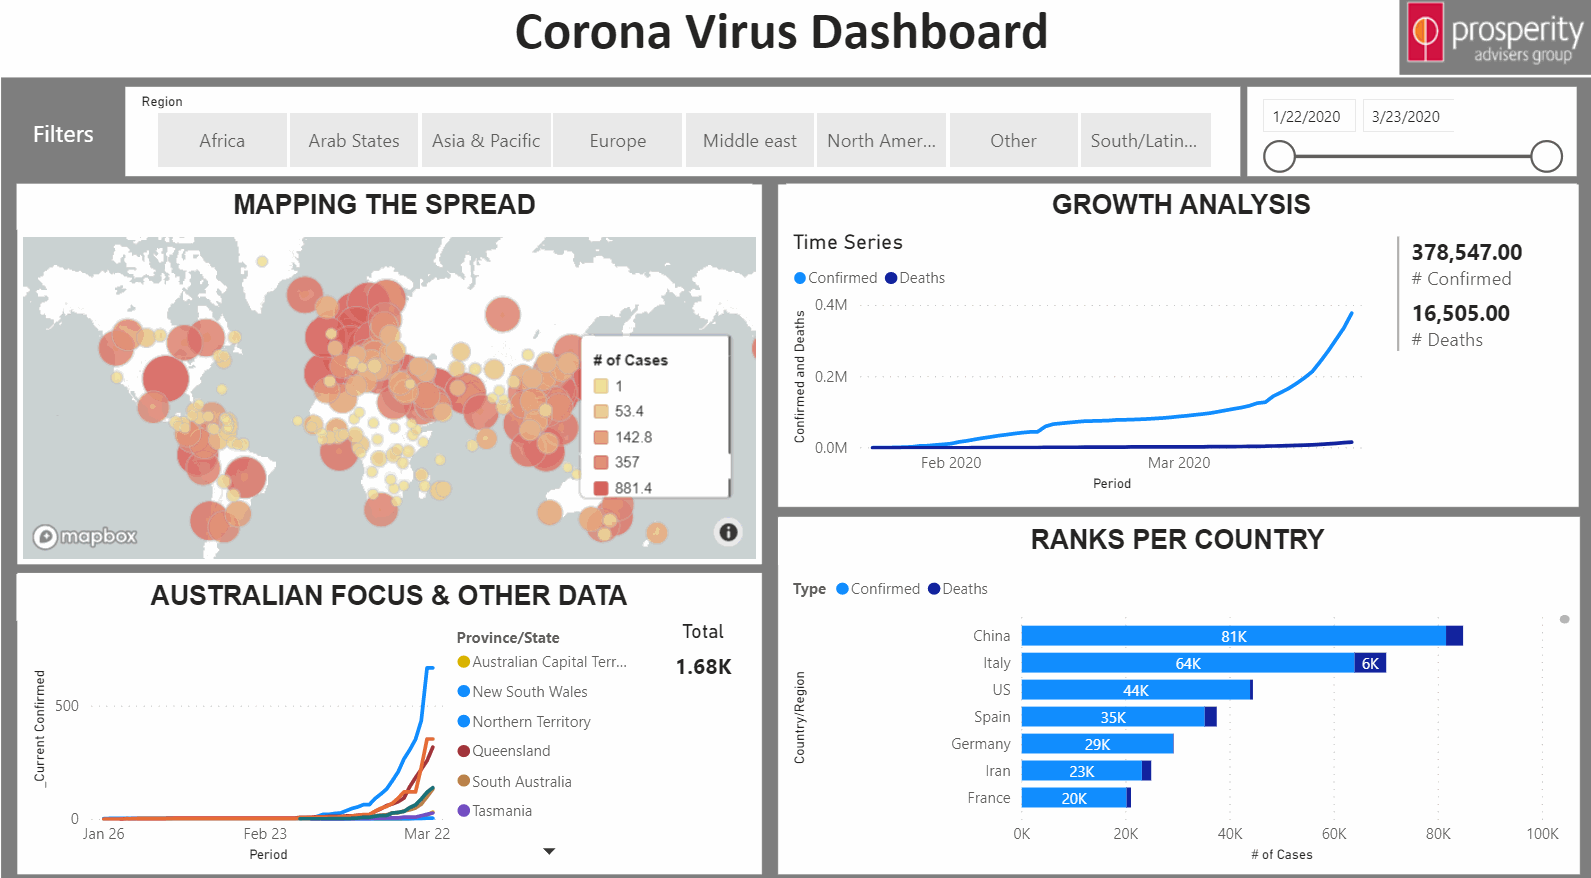 Corona Virus Dashboard
prosperity
advisers group
Filters
Region
Africa
Arab States
Asia & Pacific
Europe
Middle east
North Amer...
Other
South/Latin...
1/22/2020
3/23/2020
MAPPING THE SPREAD
# of Cases
1
53.4
142.8
357
881.4
mapbox
i
GROWTH ANALYSIS
Time Series
Confirmed
Deaths
Confirmed and Deaths
0.4M
0.2M
0.0M
Feb 2020
Mar 2020
Period
378,547.00
# Confirmed
16,505.00
# Deaths
AUSTRALIAN FOCUS & OTHER DATA
_Current Confirmed
500
0
Jan 26
Feb 23
Mar 22
Period
Province/State
Australian Capital Terr...
New South Wales
Northern Territory
Queensland
South Australia
Tasmania
Total
1.68K
RANKS PER COUNTRY
Type
Confirmed
Deaths
Country/Region
China
81K
Italy
64K
6K
US
44K
Spain
35K
Germany
29K
Iran
23K
France
20K
0K
20K
40K
60K
80K
100K
# of Cases